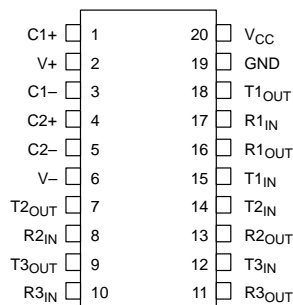 C1+ 1 20 VCC
V+ 2 19 GND
C1– 3 18 T1OUT
C2+ 4 17 R1IN
C2– 5 16 R1OUT
V– 6 15 T1IN
T2OUT 7 14 T2IN
R2IN 8 13 R2OUT
T3OUT 9 12 T3IN
R3IN 10 11 R3OUT